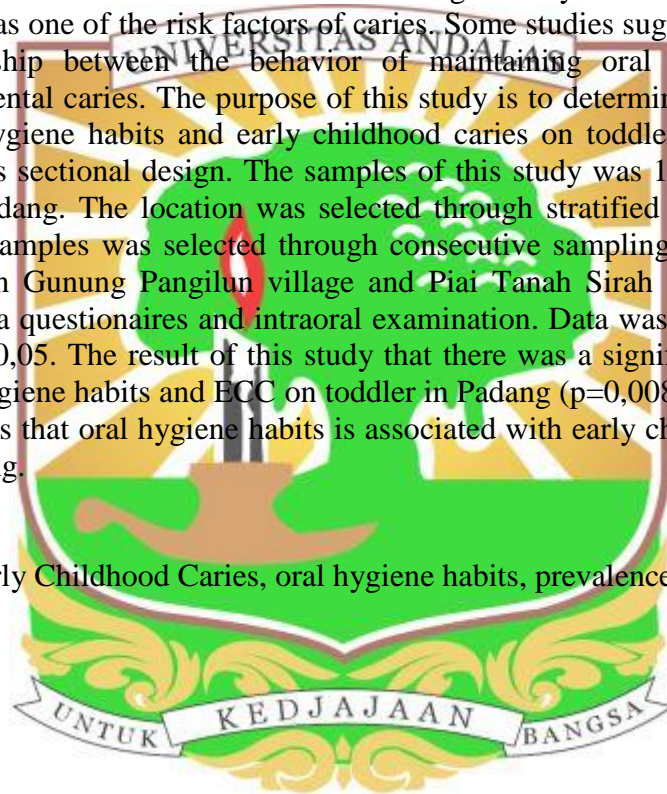 as one of the risk factors of caries. Some studies sug
UNIVERSITAS ANDALAS
ship between the behavior of maintaining oral
ental caries. The purpose of this study is to determin
ygiene habits and early childhood caries on toddle
s sectional design. The samples of this study was 1
dang. The location was selected through stratified
amples was selected through consecutive sampling
n Gunung Pangilun village and Piai Tanah Sirah
a questionaires and intraoral examination. Data was
0,05. The result of this study that there was a signif
giene habits and ECC on toddler in Padang (p=0,008
s that oral hygiene habits is associated with early ch
g.
rly Childhood Caries, oral hygiene habits, prevalence
UNTUK KEDJAJAAN BANGSA